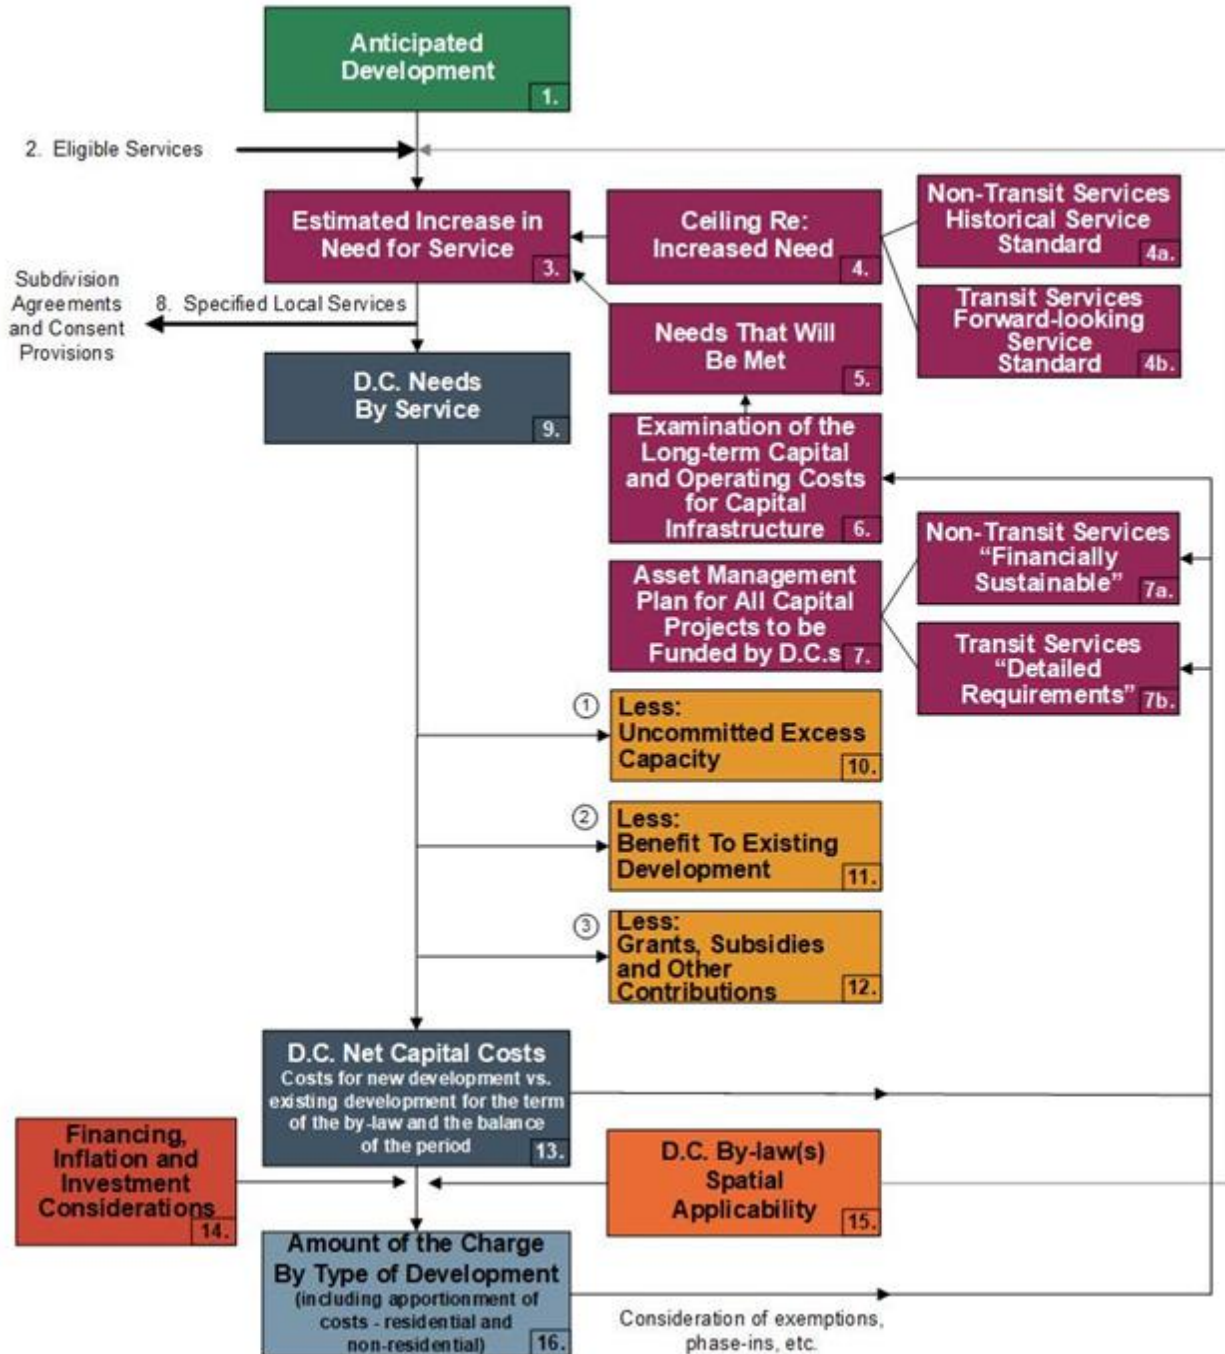 Anticipated
Development
1.
2. Eligible Services
Estimated Increase in
Need for Service
3.
Ceiling Re:
Increased Need
4.
Non-Transit Services
Historical Service
Standard
4a.
Transit Services
Forward-looking
Service
Standard
4b.
Subdivision
Agreements
and Consent
Provisions
8. Specified Local Services
Needs That Will
Be Met
5.
D.C. Needs
By Service
9.
Examination of the
Long-term Capital
and Operating Costs
for Capital
Infrastructure
6.
Asset Management
Plan for All Capital
Projects to be
Funded by D.C.s
7.
Non-Transit Services
“Financially
Sustainable”
7a.
Transit Services
“Detailed
Requirements”
7b.
1
Less:
Uncommitted Excess
Capacity
10.
2
Less:
Benefit To Existing
Development
11.
3
Less:
Grants, Subsidies
and Other
Contributions
12.
D.C. Net Capital Costs
Costs for new development vs.
existing development for the term
of the by-law and the balance
of the period
13.
Financing,
Inflation and
Investment
Considerations
14.
D.C. By-law(s)
Spatial
Applicability
15.
Amount of the Charge
By Type of Development
(including apportionment of
costs - residential and
non-residential)
16.
Consideration of exemptions,
phase-ins, etc.